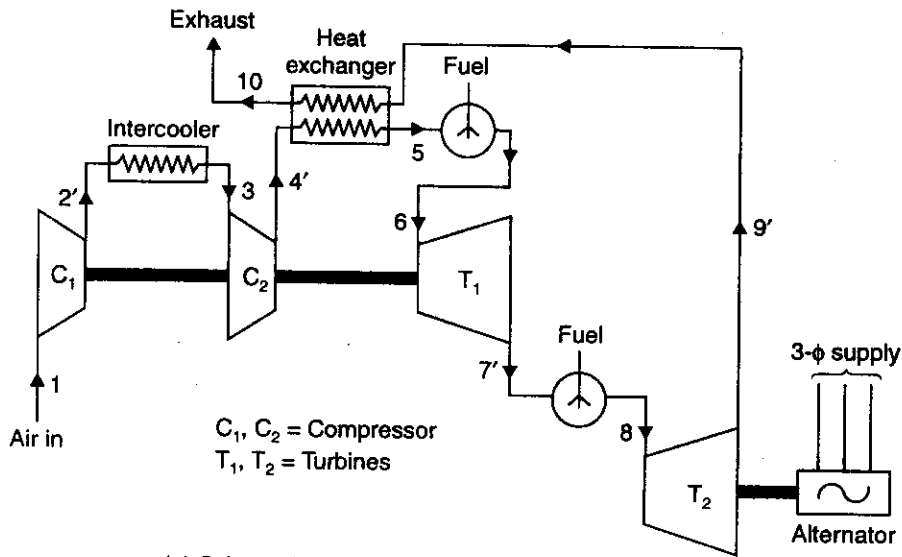 Exhaust
Heat
exchanger
Fuel
10
Intercooler
5
2′
3
4′
6
9′
C₁
C₂
T₁
Fuel
7′
3-ϕ supply
1
Air in
8
C₁, C₂ = Compressor
T₁, T₂ = Turbines
T₂
Alternator